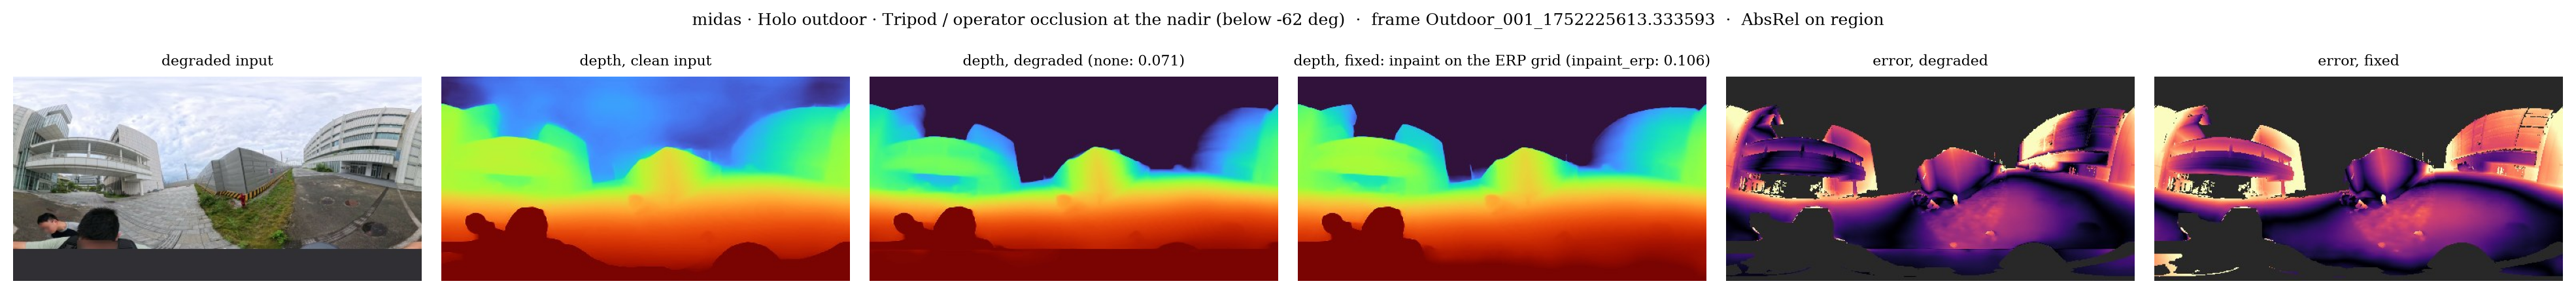 midas · Holo outdoor · Tripod / operator occlusion at the nadir (below -62 deg) · frame Outdoor_001_1752225613.333593 · AbsRel on region
degraded input
depth, clean input
depth, degraded (none: 0.071)
depth, fixed: inpaint on the ERP grid (inpaint_erp: 0.106)
error, degraded
error, fixed